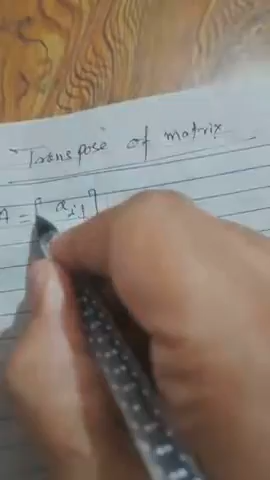 Transpose of matrix
A = [aij]